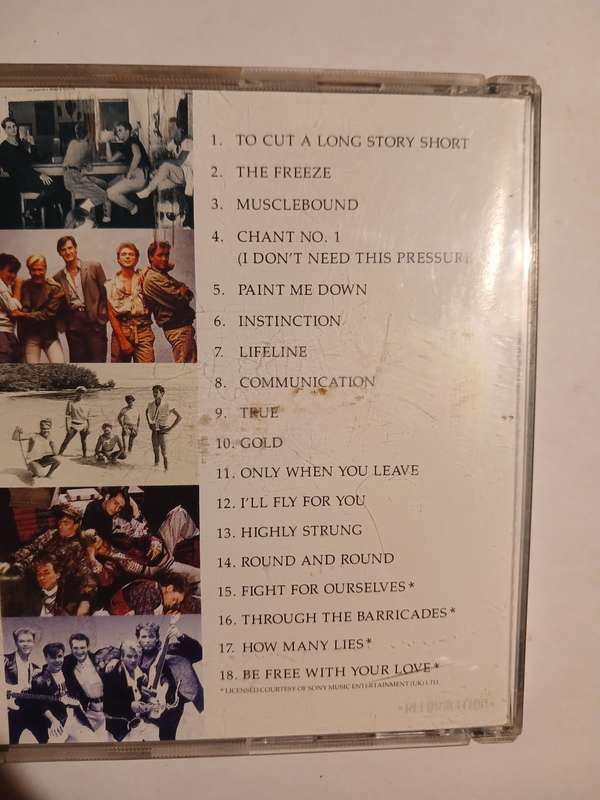 1. TO CUT A LONG STORY SHORT
2. THE FREEZE
3. MUSCLEBOUND
4. CHANT NO. 1
(I DON'T NEED THIS PRESSURE
5. PAINT ME DOWN
6. INSTINCTION
7. LIFELINE
8. COMMUNICATION
9. TRUE
10. GOLD
11. ONLY WHEN YOU LEAVE
12. I'LL FLY FOR YOU
13. HIGHLY STRUNG
14. ROUND AND ROUND
15. FIGHT FOR OURSELVES*
16. THROUGH THE BARRICADES*
17. HOW MANY LIES*
18. BE FREE WITH YOUR LOVE*
* LICENSED COURTESY OF SONY MUSIC ENTERTAINMENT (UK) LTD.